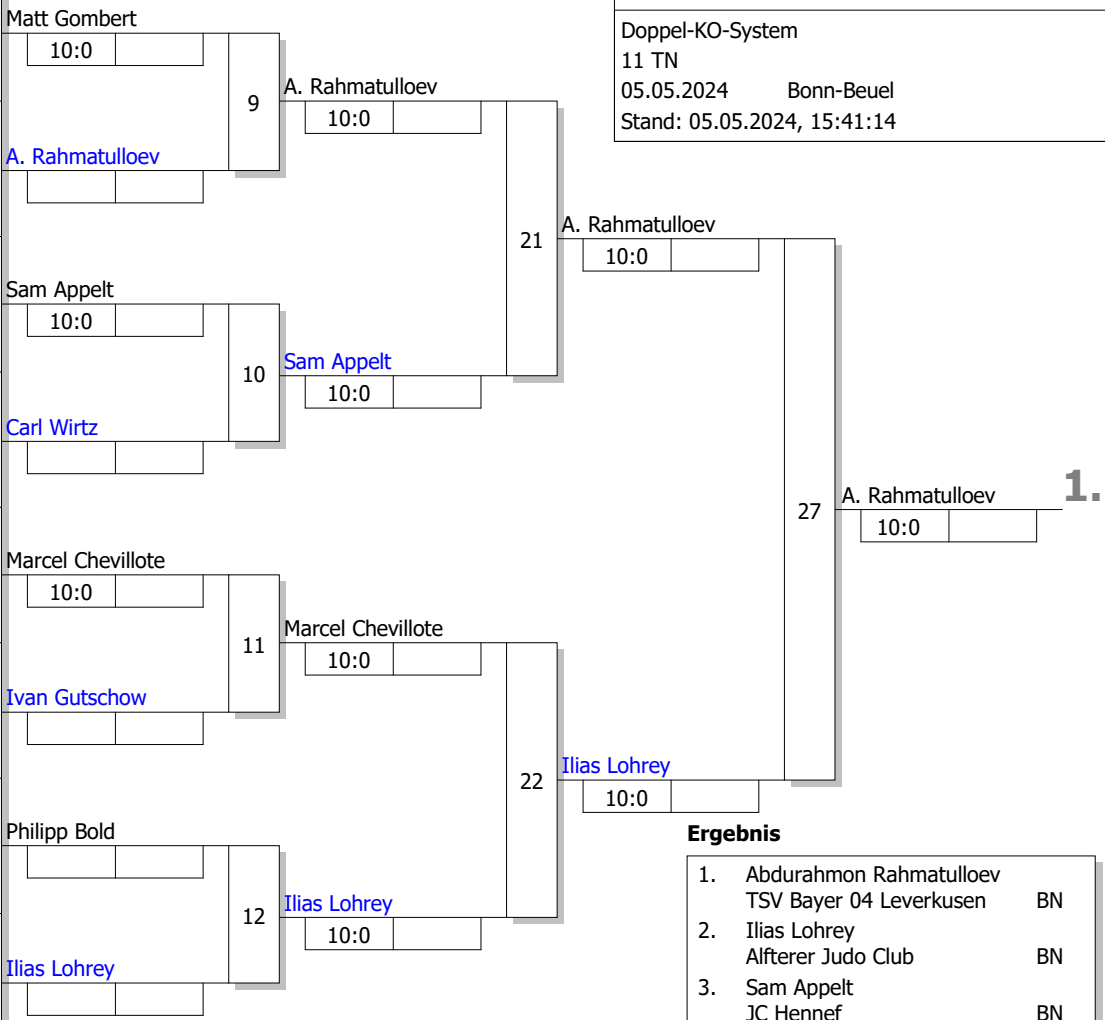 Matt Gombert
10:0
9
A. Rahmatulloev
A. Rahmatulloev
10:0
Doppel-KO-System
11 TN
05.05.2024 Bonn-Beuel
Stand: 05.05.2024, 15:41:14
21
A. Rahmatulloev
10:0
Sam Appelt
10:0
10
Carl Wirtz
Sam Appelt
10:0
27
A. Rahmatulloev
10:0
1.
Marcel Chevillote
10:0
11
Ivan Gutschow
Marcel Chevillote
10:0
22
Ilias Lohrey
10:0
Philipp Bold
12
Ilias Lohrey
Ilias Lohrey
10:0
Ergebnis
1. Abdurahmon Rahmatulloev
TSV Bayer 04 Leverkusen BN
2. Ilias Lohrey
Alfterer Judo Club BN
3. Sam Appelt
JC Hennef BN